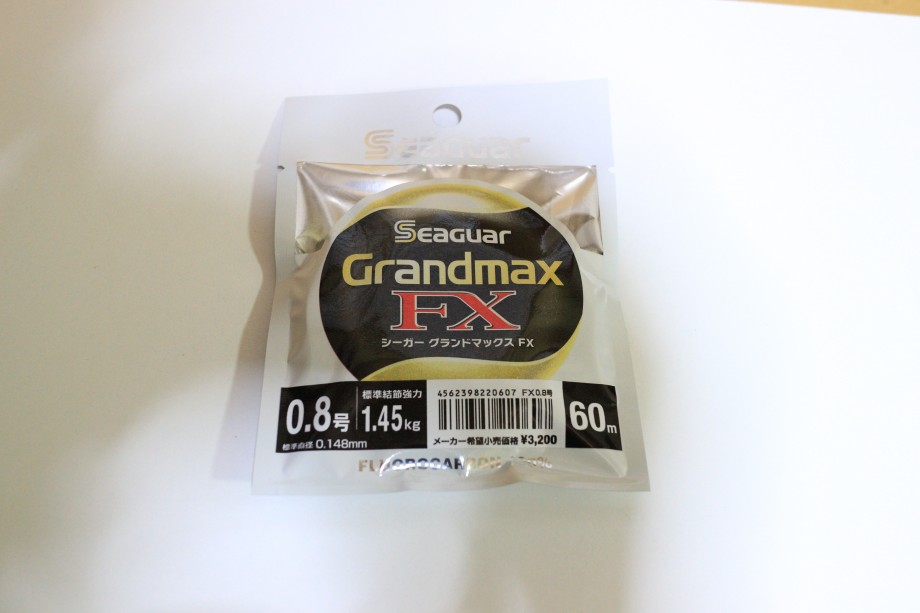 Seaguar
Seaguar
Grandmax
FX
シーガー グランドマックス FX
0.8号
標準直径 0.148mm
標準結節強力
1.45kg
4562398220607 FX0.8号
メーカー希望小売価格 ¥3,200
60m